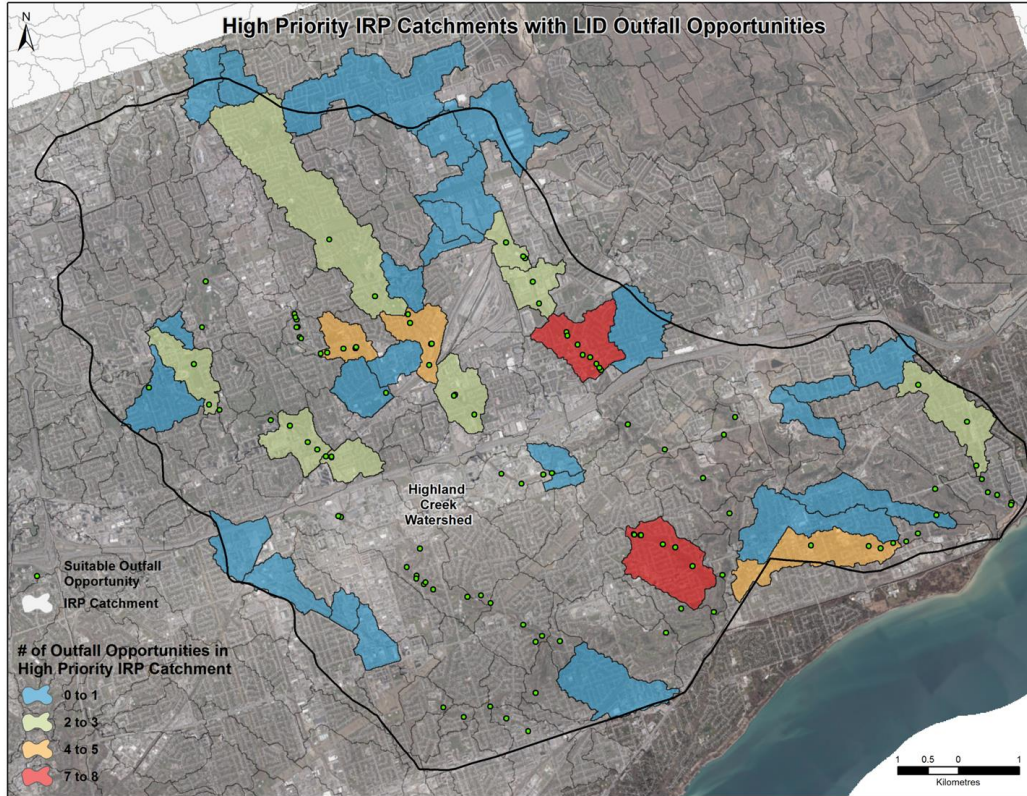 High Priority IRP Catchments with LID Outfall Opportunities
N
Highland
Creek
Watershed
Suitable Outfall
Opportunity
IRP Catchment
# of Outfall Opportunities in
High Priority IRP Catchment
0 to 1
2 to 3
4 to 5
7 to 8
1 0.5 0 1
Kilometres